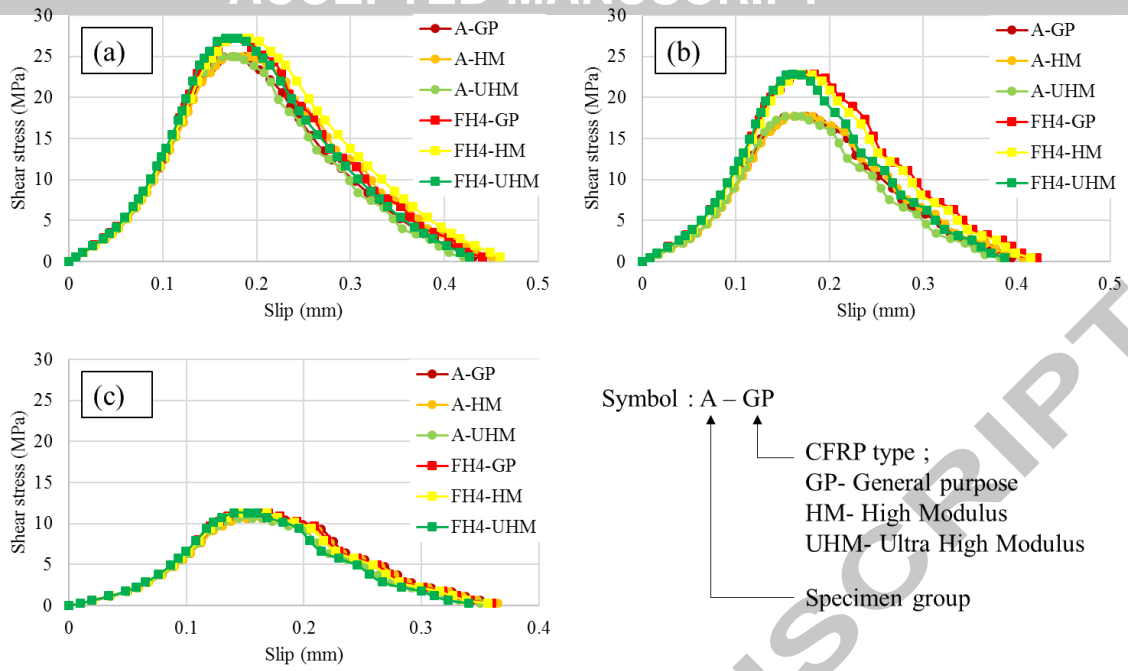 ACCEPTED MANUSCRIPT
(a)
30
25
20
15
10
5
0
Shear stress (MPa)
0
0.1
0.2
0.3
0.4
0.5
Slip (mm)
A-GP
A-HM
A-UHM
FH4-GP
FH4-HM
FH4-UHM
(b)
30
25
20
15
10
5
0
Shear stress (MPa)
0
0.1
0.2
0.3
0.4
0.5
Slip (mm)
A-GP
A-HM
A-UHM
FH4-GP
FH4-HM
FH4-UHM
(c)
30
25
20
15
10
5
0
Shear stress (MPa)
0
0.1
0.2
0.3
0.4
Slip (mm)
A-GP
A-HM
A-UHM
FH4-GP
FH4-HM
FH4-UHM
Symbol : A – GP
CFRP type ;
GP- General purpose
HM- High Modulus
UHM- Ultra High Modulus
Specimen group
NUSCRIPT